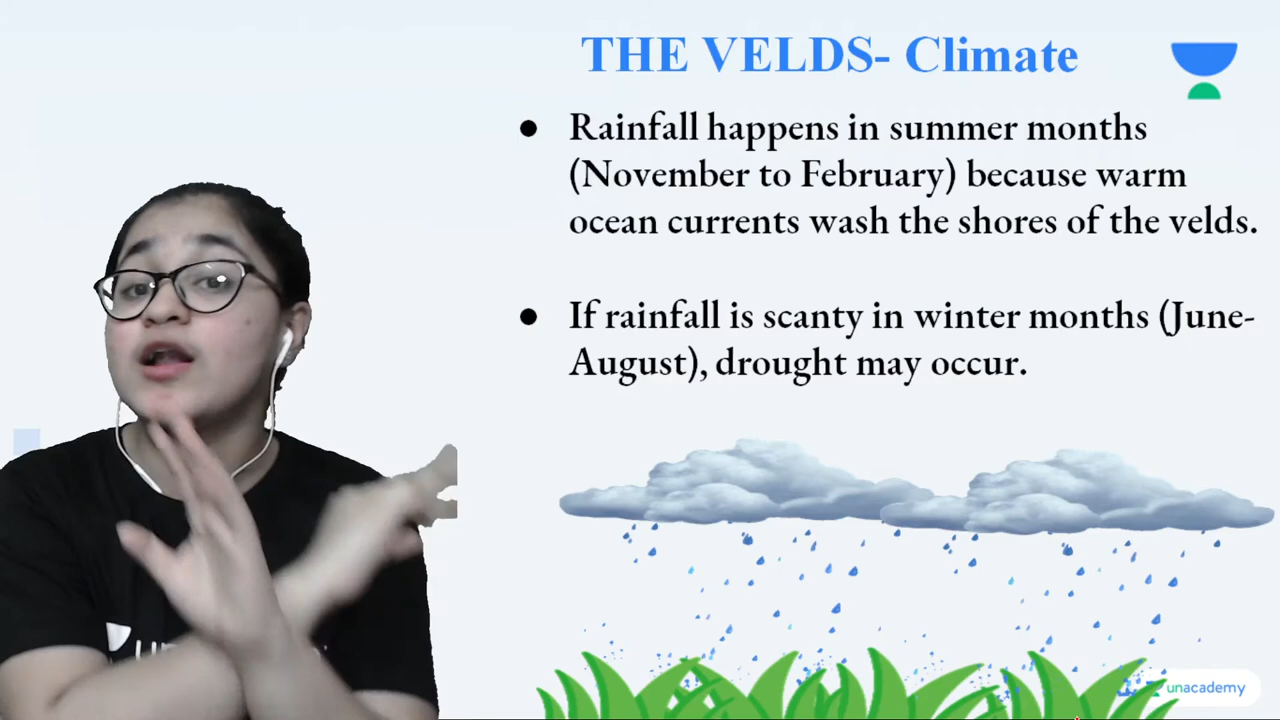 THE VELDS- Climate
● Rainfall happens in summer months
(November to February) because warm
ocean currents wash the shores of the velds.
● If rainfall is scanty in winter months (June-
August), drought may occur.
unacademy